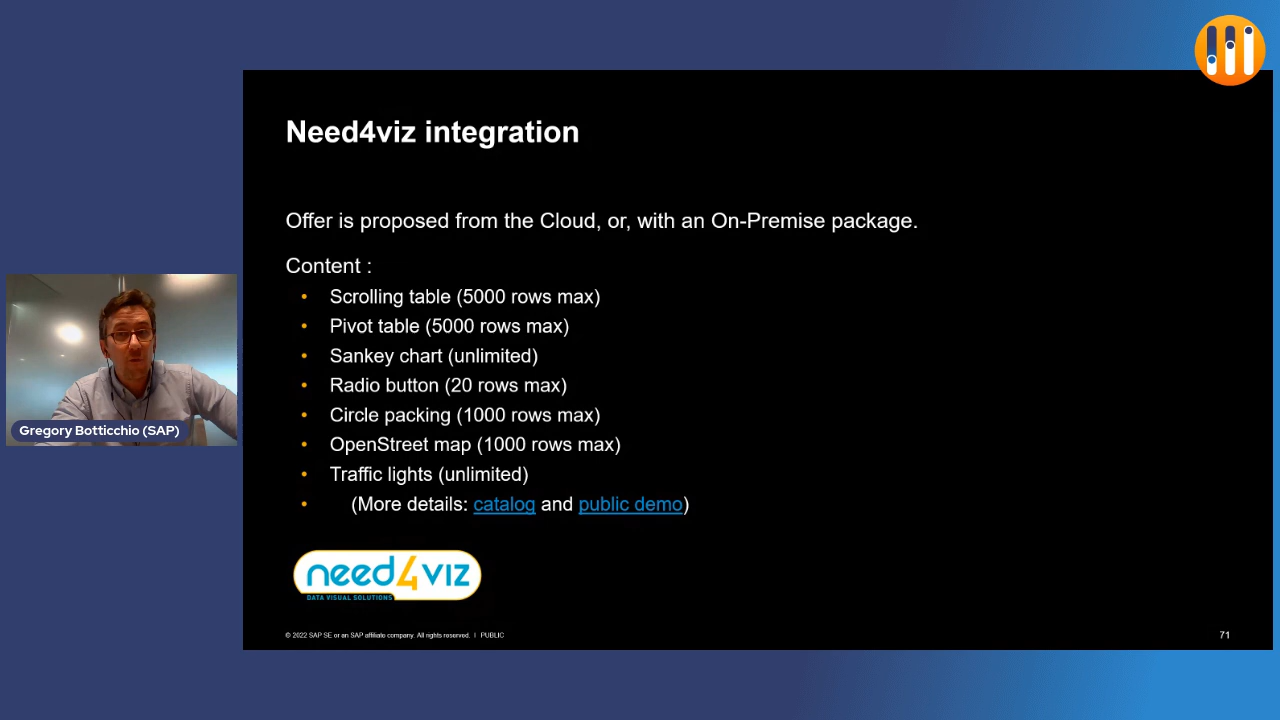 Need4viz integration
Offer is proposed from the Cloud, or, with an On-Premise package.
Content :
• Scrolling table (5000 rows max)
• Pivot table (5000 rows max)
• Sankey chart (unlimited)
• Radio button (20 rows max)
• Circle packing (1000 rows max)
• OpenStreet map (1000 rows max)
• Traffic lights (unlimited)
• (More details: catalog and public demo)
need4viz
DATA VISUAL SOLUTIONS
© 2022 SAP SE or an SAP affiliate company. All rights reserved. I PUBLIC
71
Gregory Botticchio (SAP)